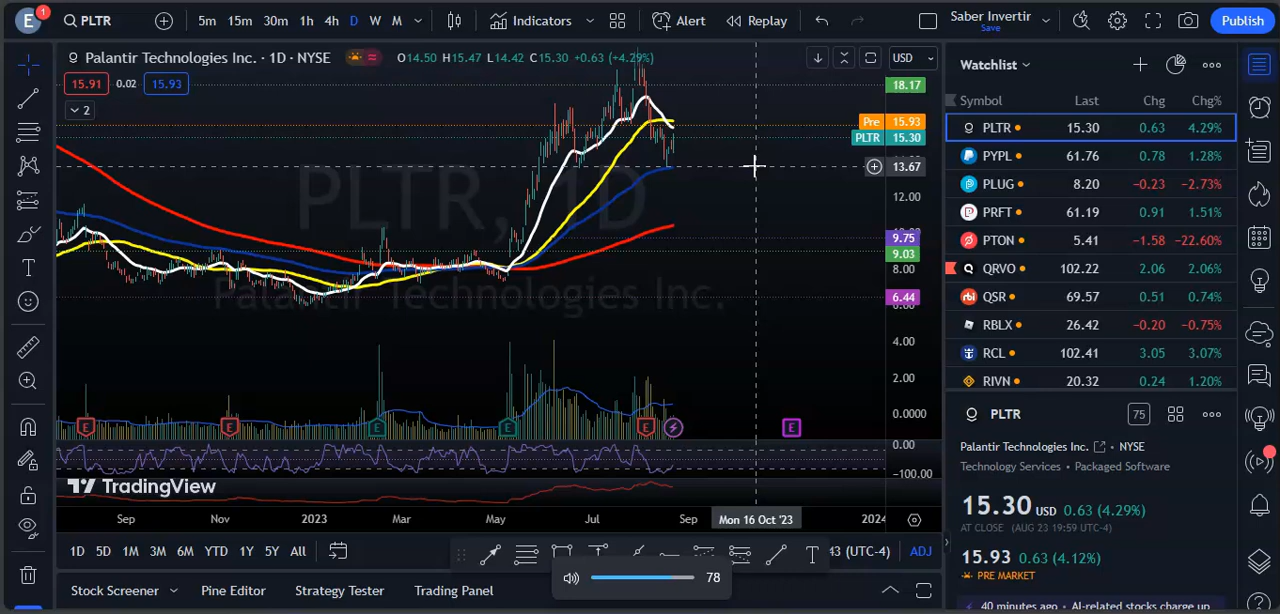 E 1 PLTR 5m 15m 30m 1h 4h D W M Indicators Alert Replay Saber Invertir Save Publish
Palantir Technologies Inc. · 1D · NYSE O14.50 H15.47 L14.42 C15.30 +0.63 (+4.29%) USD
15.91 0.02 15.93
2
18.17
Pre 15.93
PLTR 15.30
13.67
12.00
9.75
9.03
8.00
6.44
4.00
2.00
0.0000
0.00
-100.00
PLTR, 1D
Palantir Technologies Inc.
E E E E E E
TradingView
Sep Nov 2023 Mar May Jul Sep Mon 16 Oct '23 2024
1D 5D 1M 3M 6M YTD 1Y 5Y All 43 (UTC-4) ADJ
78
Stock Screener Pine Editor Strategy Tester Trading Panel
Watchlist
Symbol Last Chg Chg%
PLTR 15.30 0.63 4.29%
PYPL 61.76 0.78 1.28%
PLUG 8.20 −0.23 −2.73%
PRFT 61.19 0.91 1.51%
PTON 5.41 −1.58 −22.60%
QRVO 102.22 2.06 2.06%
QSR 69.57 0.51 0.74%
RBLX 26.42 −0.20 −0.75%
RCL 102.41 3.05 3.07%
RIVN 20.32 0.24 1.20%
PLTR 75
Palantir Technologies Inc. · NYSE
Technology Services · Packaged Software
15.30 USD 0.63 (4.29%)
AT CLOSE (AUG 23 19:59 UTC-4)
15.93 0.63 (4.12%)
PRE MARKET
40 minutes ago · AI-related stocks charge up